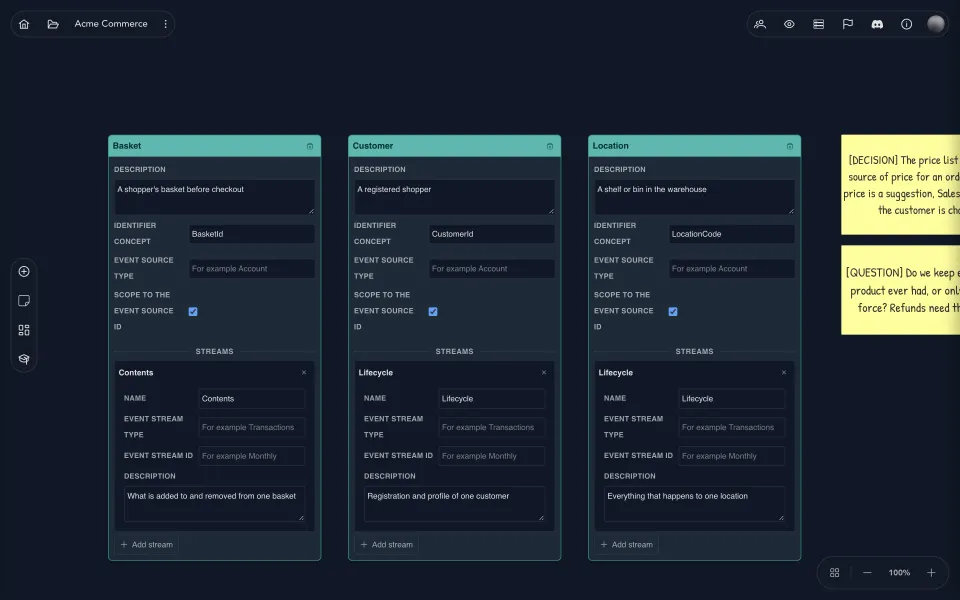 Acme Commerce
Basket
DESCRIPTION
A shopper's basket before checkout
IDENTIFIER
CONCEPT
BasketId
EVENT SOURCE
TYPE
For example Account
SCOPE TO THE
EVENT SOURCE
ID
STREAMS
Contents
NAME
Contents
EVENT STREAM
TYPE
For example Transactions
EVENT STREAM ID
For example Monthly
DESCRIPTION
What is added to and removed from one basket
Add stream
Customer
DESCRIPTION
A registered shopper
IDENTIFIER
CONCEPT
CustomerId
EVENT SOURCE
TYPE
For example Account
SCOPE TO THE
EVENT SOURCE
ID
STREAMS
Lifecycle
NAME
Lifecycle
EVENT STREAM
TYPE
For example Transactions
EVENT STREAM ID
For example Monthly
DESCRIPTION
Registration and profile of one customer
Add stream
Location
DESCRIPTION
A shelf or bin in the warehouse
IDENTIFIER
CONCEPT
LocationCode
EVENT SOURCE
TYPE
For example Account
SCOPE TO THE
EVENT SOURCE
ID
STREAMS
Lifecycle
NAME
Lifecycle
EVENT STREAM
TYPE
For example Transactions
EVENT STREAM ID
For example Monthly
DESCRIPTION
Everything that happens to one location
Add stream
[DECISION] The price list
source of price for an
price is a suggestion,
the customer is
[QUESTION] Do we keep
product ever had, or
force? Refunds need
100%